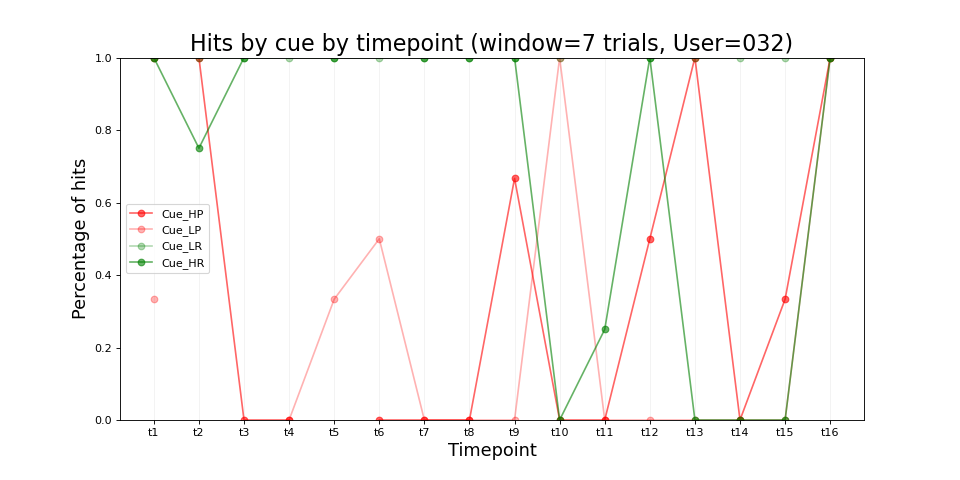 Hits by cue by timepoint (window=7 trials, User=032)
Percentage of hits
1.0
0.8
0.6
0.4
0.2
0.0
Cue_HP
Cue_LP
Cue_LR
Cue_HR
t1 t2 t3 t4 t5 t6 t7 t8 t9 t10 t11 t12 t13 t14 t15 t16
Timepoint